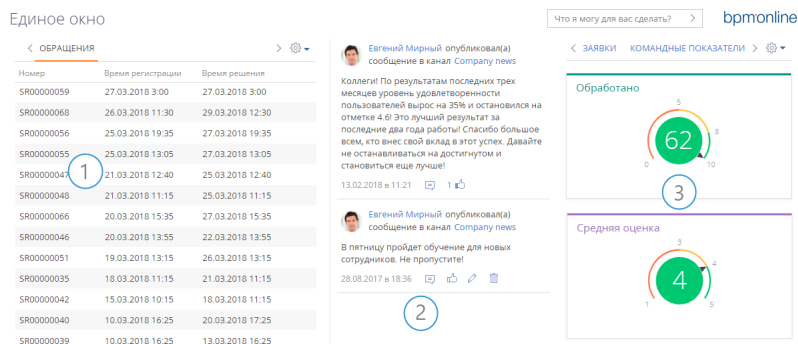 Единое окно
Что я могу для вас сделать?
bpm'online
ОБРАЩЕНИЯ
Номер Время регистрации Время решения
SR00000059 27.03.2018 3:00 27.03.2018 3:00
SR00000068 26.03.2018 11:30 29.03.2018 12:30
SR00000056 25.03.2018 19:35 27.03.2018 19:35
SR00000055 25.03.2018 13:05 27.03.2018 13:05
SR00000047 21.03.2018 12:40 25.03.2018 12:40
SR00000048 21.03.2018 11:15 25.03.2018 11:15
SR00000066 20.03.2018 15:35 27.03.2018 15:35
SR00000046 20.03.2018 13:55 22.03.2018 13:55
SR00000051 19.03.2018 13:15 26.03.2018 13:15
SR00000035 18.03.2018 11:15 21.03.2018 11:15
SR00000042 15.03.2018 10:15 18.03.2018 11:15
SR00000040 10.03.2018 16:25 20.03.2018 17:25
SR00000039 10.03.2018 16:25 13.03.2018 16:25
1
Евгений Мирный опубликовал(а)
сообщение в канал Company news
Коллеги! По результатам последних трех
месяцев уровень удовлетворенности
пользователей вырос на 35% и остановился на
отметке 4.6! Это лучший результат за
последние два года работы! Спасибо большое
всем, кто внес свой вклад в этот успех. Давайте
не останавливаться на достигнутом и
становиться еще лучше!
13.02.2018 в 11:21 1
Евгений Мирный опубликовал(а)
сообщение в канал Company news
В пятницу пройдет обучение для новых
сотрудников. Не пропустите!
28.08.2017 в 18:36
2
ЗАЯВКИ КОМАНДНЫЕ ПОКАЗАТЕЛИ
Обработано
5
8
62
0 10
3
Средняя оценка
3
4
4
1 5